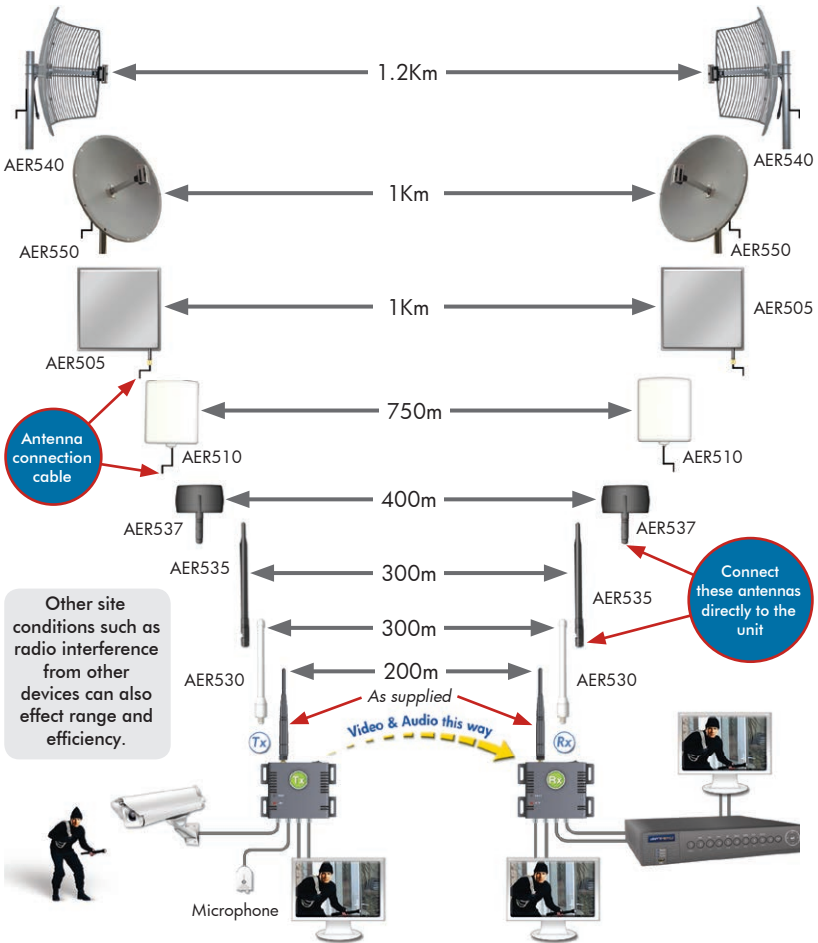 1.2Km
AER540
AER540
1Km
AER550
AER550
1Km
AER505
AER505
750m
Antenna
connection
cable
AER510
AER510
400m
AER537
AER537
AER535
300m
Connect
these antennas
directly to the
unit
AER535
Other site
conditions such as
radio interference
from other
devices can also
effect range and
efficiency.
300m
AER530
200m
AER530
As supplied
Video & Audio this way
Tx
Rx
Tx
Rx
Microphone